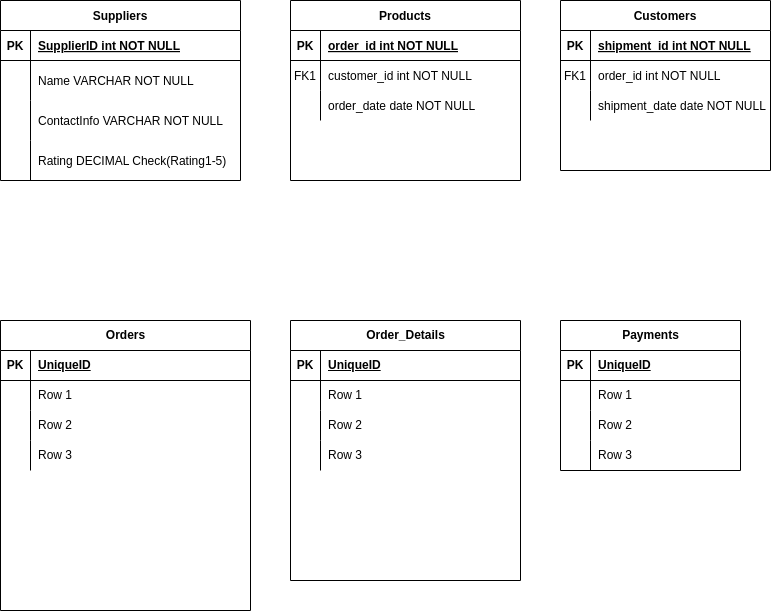 Suppliers
PK SupplierID int NOT NULL
Name VARCHAR NOT NULL
ContactInfo VARCHAR NOT NULL
Rating DECIMAL Check(Rating1-5)
Products
PK order_id int NOT NULL
FK1 customer_id int NOT NULL
order_date date NOT NULL
Customers
PK shipment_id int NOT NULL
FK1 order_id int NOT NULL
shipment_date date NOT NULL
Orders
PK UniqueID
Row 1
Row 2
Row 3
Order_Details
PK UniqueID
Row 1
Row 2
Row 3
Payments
PK UniqueID
Row 1
Row 2
Row 3